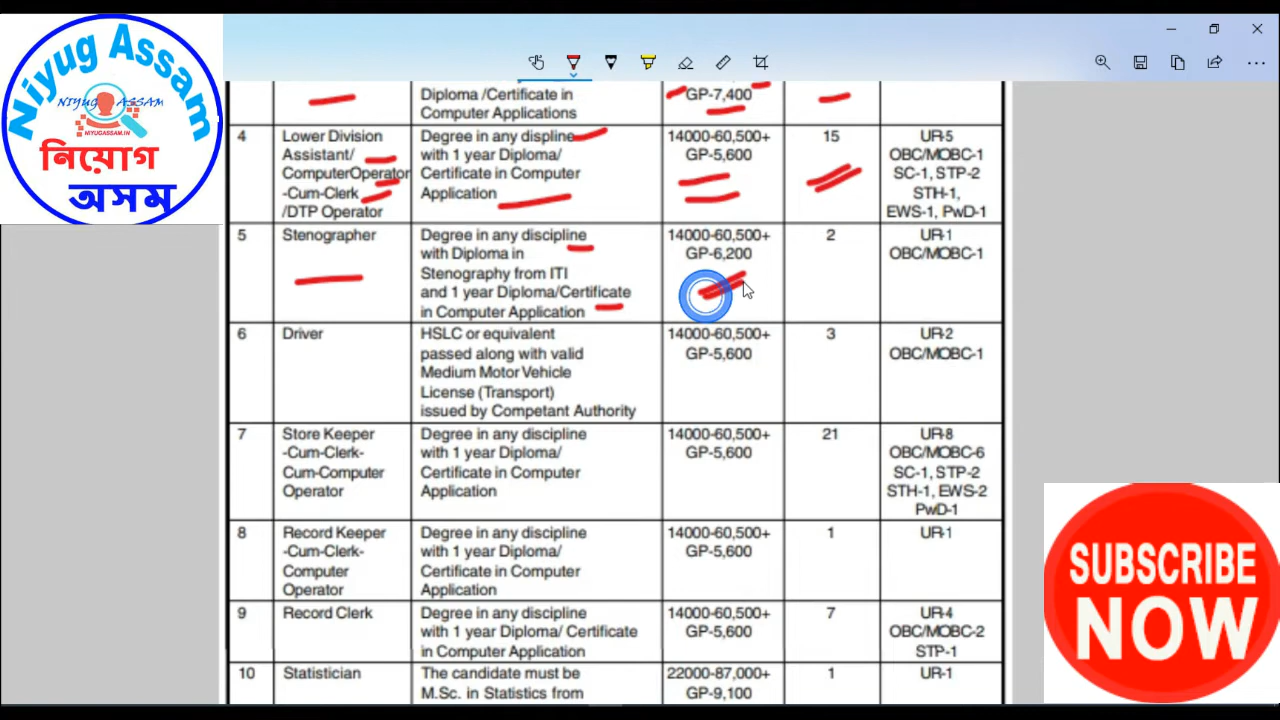 Niyug Assam
NIYUG ASSAM
NIYUGASSAM.IN
নিয়োগ
অসম
Diploma /Certificate in
Computer Applications
GP-7,400
4
Lower Division
Assistant/
ComputerOperator
-Cum-Clerk
/DTP Operator
Degree in any displine
with 1 year Diploma/
Certificate in Computer
Application
14000-60,500+
GP-5,600
15
UR-5
OBC/MOBC-1
SC-1, STP-2
STH-1,
EWS-1, PwD-1
5
Stenographer
Degree in any discipline
with Diploma in
Stenography from ITI
and 1 year Diploma/Certificate
in Computer Application
14000-60,500+
GP-6,200
2
UR-1
OBC/MOBC-1
6
Driver
HSLC or equivalent
passed along with valid
Medium Motor Vehicle
License (Transport)
issued by Competant Authority
14000-60,500+
GP-5,600
3
UR-2
OBC/MOBC-1
7
Store Keeper
-Cum-Clerk-
Cum-Computer
Operator
Degree in any discipline
with 1 year Diploma/
Certificate in Computer
Application
14000-60,500+
GP-5,600
21
UR-8
OBC/MOBC-6
SC-1, STP-2
STH-1, EWS-2
PwD-1
8
Record Keeper
-Cum-Clerk-
Computer
Operator
Degree in any discipline
with 1 year Diploma/
Certificate in Computer
Application
14000-60,500+
GP-5,600
1
UR-1
9
Record Clerk
Degree in any discipline
with 1 year Diploma/ Certificate
in Computer Application
14000-60,500+
GP-5,600
7
UR-4
OBC/MOBC-2
STP-1
10
Statistician
The candidate must be
M.Sc. in Statistics from
22000-87,000+
GP-9,100
1
UR-1
SUBSCRIBE
NOW